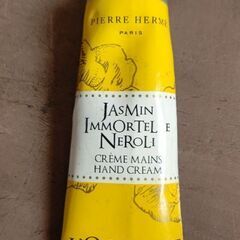 PIERRE HERMÉ
PARIS
JASMIN
IMMORTELLE
NEROLI
CRÈME MAINS
HAND CREAM